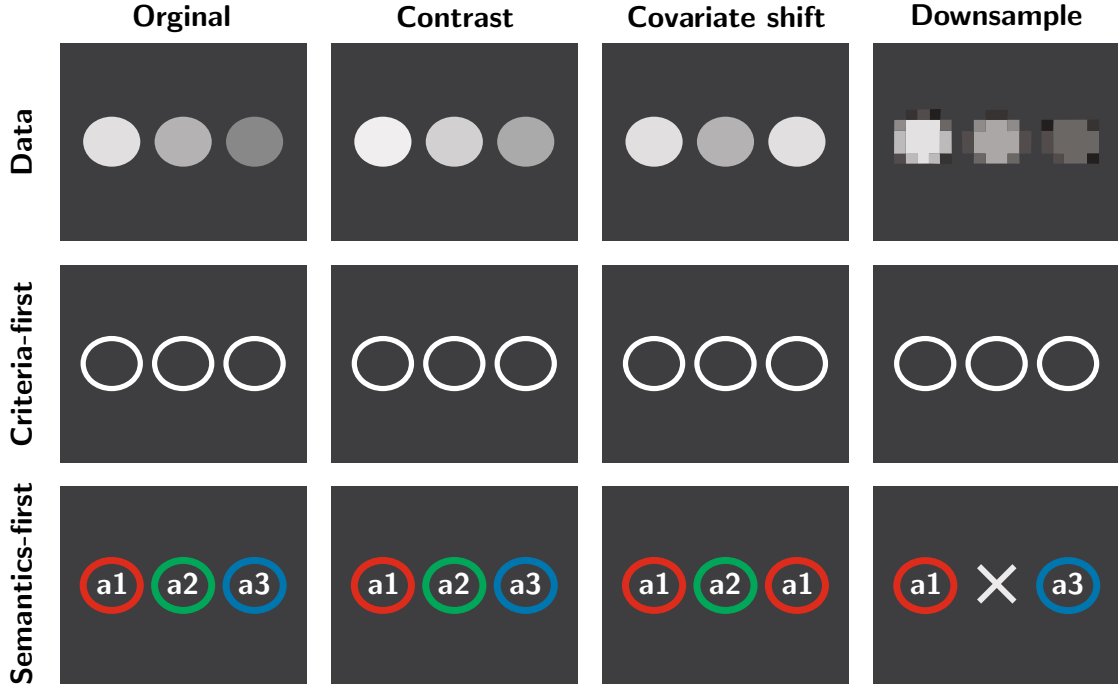 Orginal Contrast Covariate shift Downsample
Data
Criteria-first
Semantics-first
a1 a2 a3 a1 a2 a3 a1 a2 a1 a1 a3